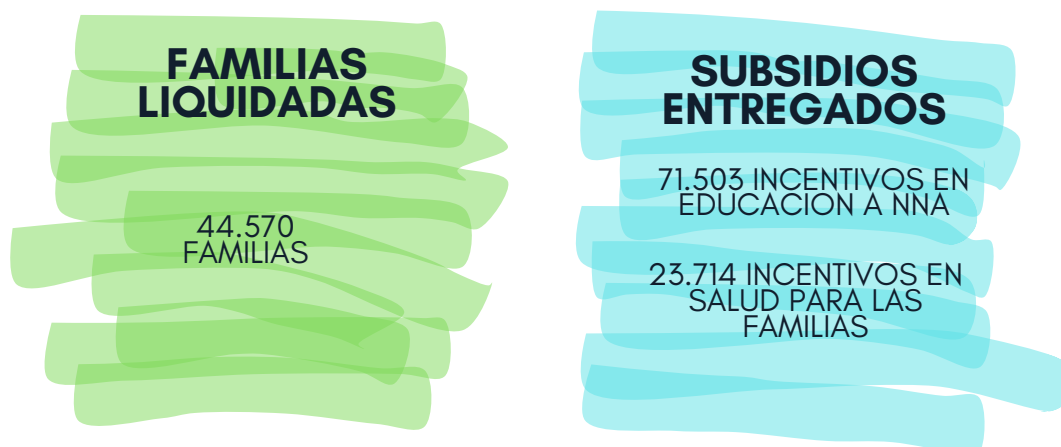 FAMILIAS
LIQUIDADAS
44.570
FAMILIAS
SUBSIDIOS
ENTREGADOS
71.503 INCENTIVOS EN
EDUCACION A NNA
23.714 INCENTIVOS EN
SALUD PARA LAS
FAMILIAS